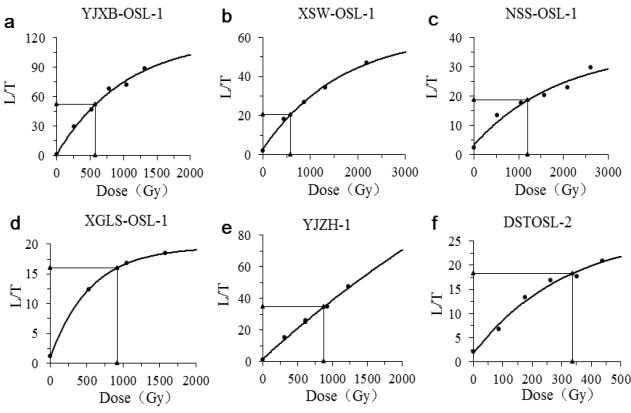 a YJXB-OSL-1
L/T
120
90
60
30
0
0 500 1000 1500 2000
Dose（Gy）
b XSW-OSL-1
L/T
60
50
40
30
20
10
0
0 1000 2000 3000
Dose（Gy）
c NSS-OSL-1
L/T
40
30
20
10
0
0 1000 2000 3000
Dose（Gy）
d XGLS-OSL-1
L/T
20
15
10
5
0
0 500 1000 1500 2000
Dose（Gy）
e YJZH-1
L/T
80
60
40
20
0
0 500 1000 1500 2000
Dose（Gy）
f DSTOSL-2
L/T
25
20
15
10
5
0
0 100 200 300 400 500
Dose（Gy）